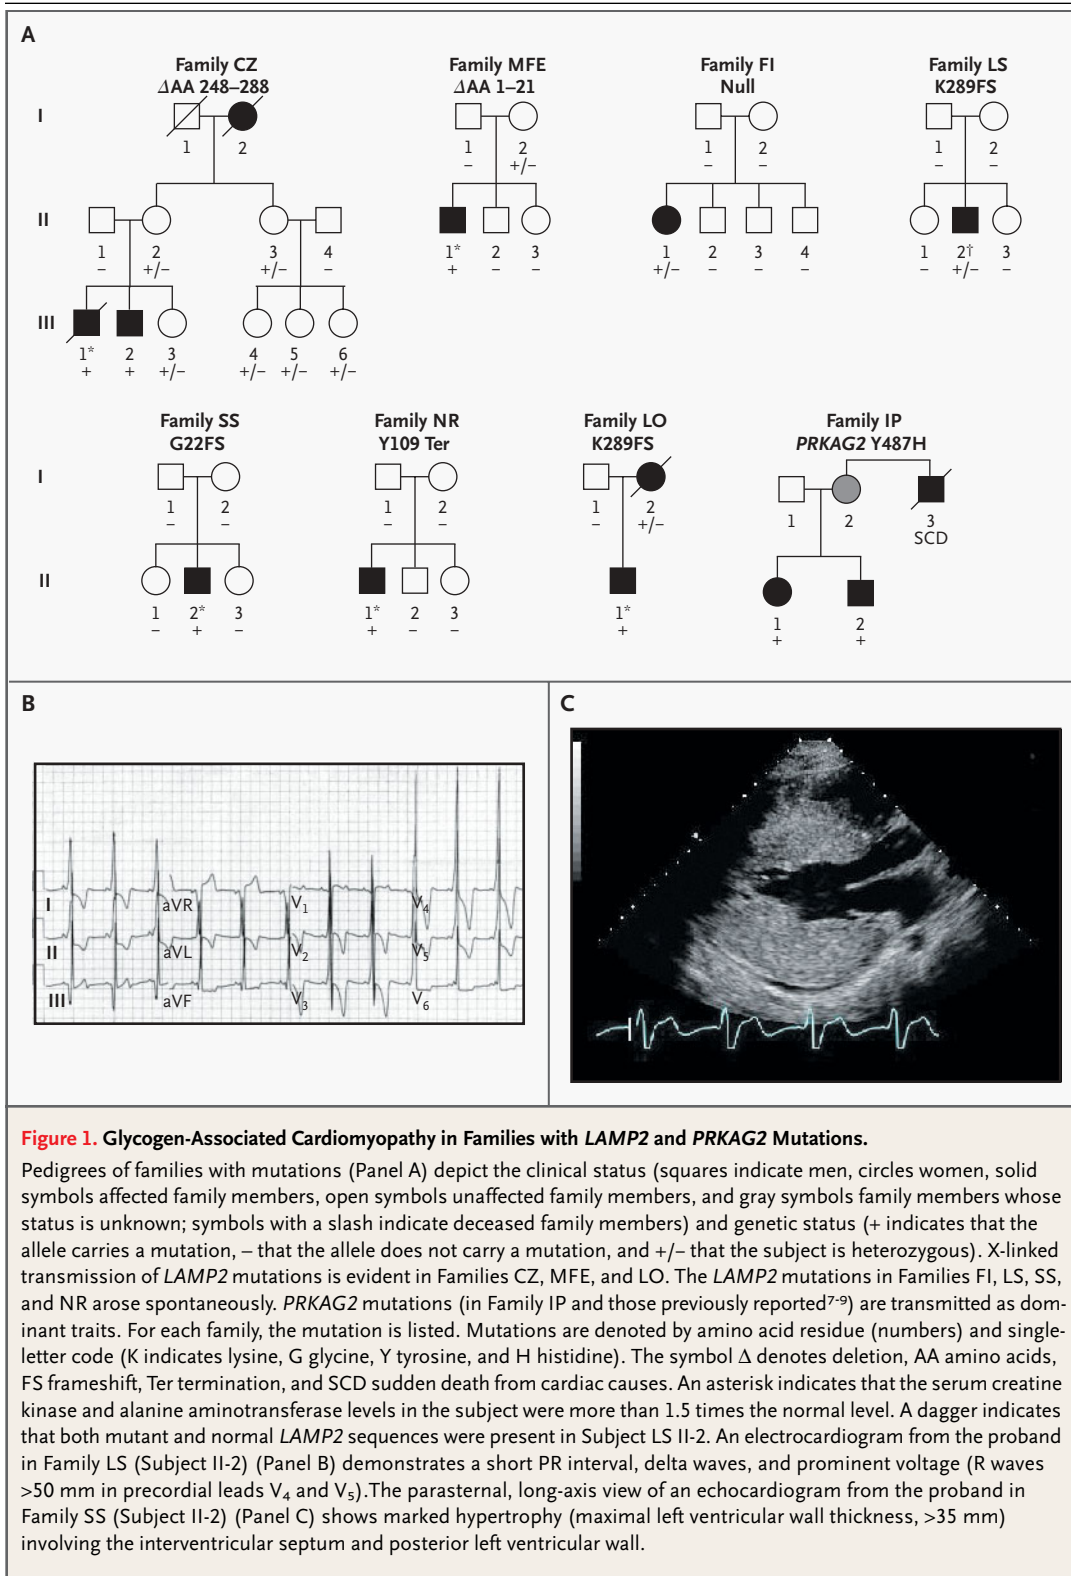 A
Family CZ
ΔAA 248–288
Family MFE
ΔAA 1–21
Family FI
Null
Family LS
K289FS
I
1 2
1 2
– +/–
1 2
– –
1 2
– –
II
1 2 3 4
– +/– +/– –
1* 2 3
+ – –
1 2 3 4
+/– – – –
1 2† 3
– +/– –
III
1* 2 3 4 5 6
+ + +/– +/– +/– +/–
Family SS
G22FS
Family NR
Y109 Ter
Family LO
K289FS
Family IP
PRKAG2 Y487H
I
1 2
– –
1 2
– –
1 2
– +/–
1 2 3
SCD
II
1 2* 3
– + –
1* 2 3
+ – –
1*
+
1 2
+ +
B
I aVR V1 V4
II aVL V2 V5
III aVF V3 V6
C
Figure 1. Glycogen-Associated Cardiomyopathy in Families with LAMP2 and PRKAG2 Mutations.
Pedigrees of families with mutations (Panel A) depict the clinical status (squares indicate men, circles women, solid
symbols affected family members, open symbols unaffected family members, and gray symbols family members whose
status is unknown; symbols with a slash indicate deceased family members) and genetic status (+ indicates that the
allele carries a mutation, – that the allele does not carry a mutation, and +/– that the subject is heterozygous). X-linked
transmission of LAMP2 mutations is evident in Families CZ, MFE, and LO. The LAMP2 mutations in Families FI, LS, SS,
and NR arose spontaneously. PRKAG2 mutations (in Family IP and those previously reported7-9) are transmitted as dom-
inant traits. For each family, the mutation is listed. Mutations are denoted by amino acid residue (numbers) and single-
letter code (K indicates lysine, G glycine, Y tyrosine, and H histidine). The symbol Δ denotes deletion, AA amino acids,
FS frameshift, Ter termination, and SCD sudden death from cardiac causes. An asterisk indicates that the serum creatine
kinase and alanine aminotransferase levels in the subject were more than 1.5 times the normal level. A dagger indicates
that both mutant and normal LAMP2 sequences were present in Subject LS II-2. An electrocardiogram from the proband
in Family LS (Subject II-2) (Panel B) demonstrates a short PR interval, delta waves, and prominent voltage (R waves
>50 mm in precordial leads V4 and V5).The parasternal, long-axis view of an echocardiogram from the proband in
Family SS (Subject II-2) (Panel C) shows marked hypertrophy (maximal left ventricular wall thickness, >35 mm)
involving the interventricular septum and posterior left ventricular wall.